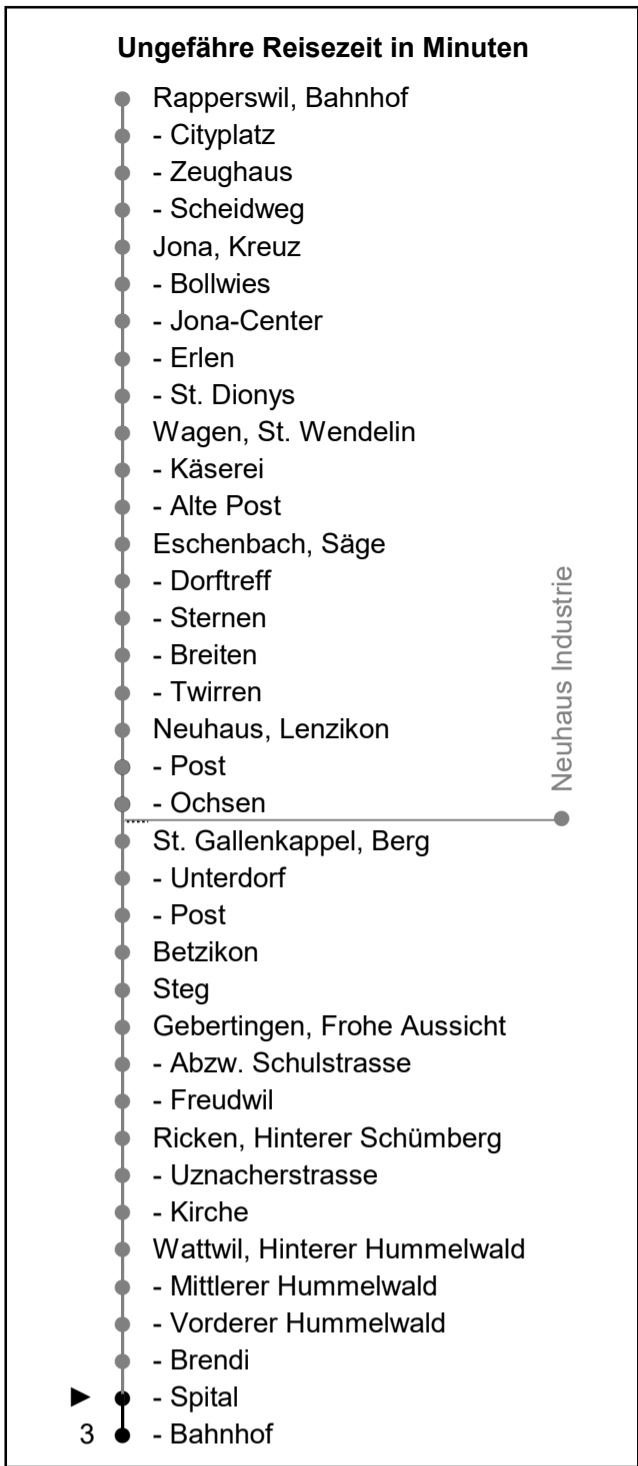 Ungefähre Reisezeit in Minuten
Rapperswil, Bahnhof
- Cityplatz
- Zeughaus
- Scheidweg
Jona, Kreuz
- Bollwies
- Jona-Center
- Erlen
- St. Dionys
Wagen, St. Wendelin
- Käserei
- Alte Post
Eschenbach, Säge
- Dorftreff
- Sternen
- Breiten
- Twirren
Neuhaus, Lenzikon
- Post
- Ochsen
Neuhaus Industrie
St. Gallenkappel, Berg
- Unterdorf
- Post
Betzikon
Steg
Gebertingen, Frohe Aussicht
- Abzw. Schulstrasse
- Freudwil
Ricken, Hinterer Schümberg
- Uznacherstrasse
- Kirche
Wattwil, Hinterer Hummelwald
- Mittlerer Hummelwald
- Vorderer Hummelwald
- Brendi
- Spital
3 - Bahnhof